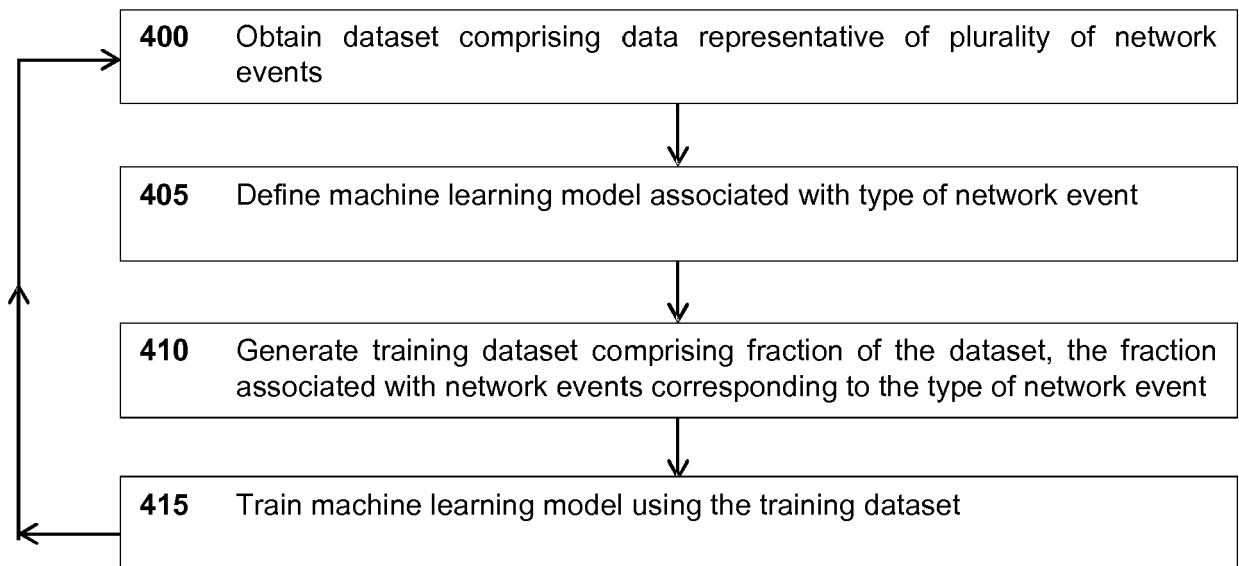 400 Obtain dataset comprising data representative of plurality of network
events
405 Define machine learning model associated with type of network event
410 Generate training dataset comprising fraction of the dataset, the fraction
associated with network events corresponding to the type of network event
415 Train machine learning model using the training dataset